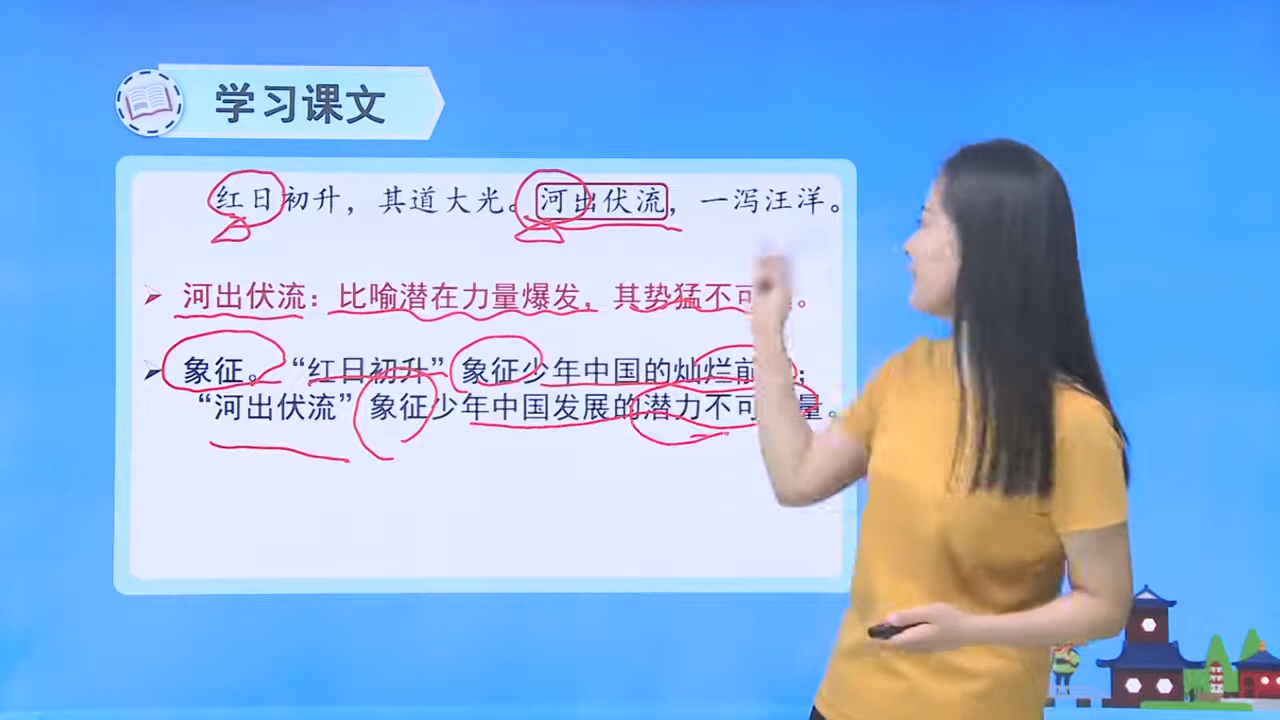 学习课文
红日初升，其道大光。河出伏流，一泻汪洋。
河出伏流：比喻潜在力量爆发，其势猛不可。
象征。“红日初升”象征少年中国的灿烂前；
“河出伏流”象征少年中国发展的潜力不可量。